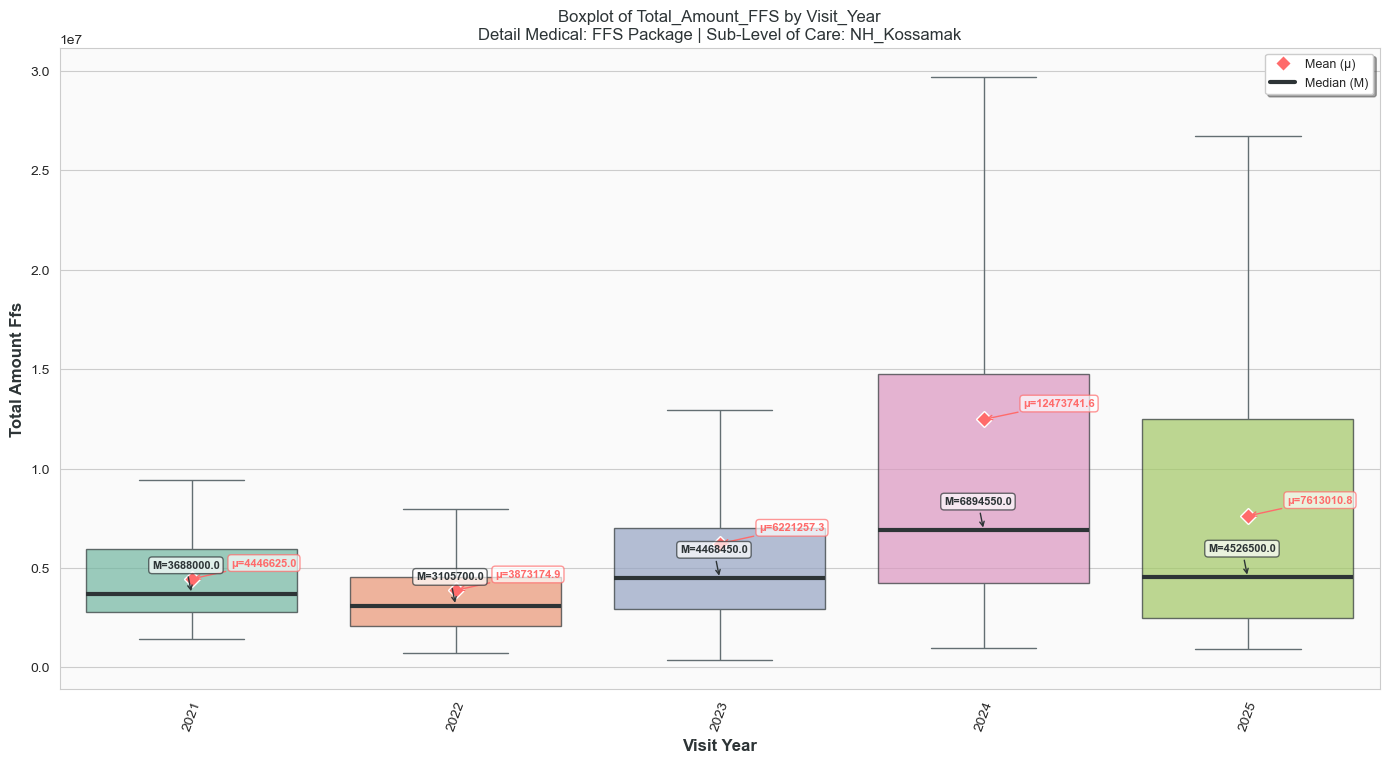 Boxplot of Total_Amount_FFS by Visit_Year
Detail Medical: FFS Package | Sub-Level of Care: NH_Kossamak
1e7
Mean (μ)
Median (M)
3.0
2.5
2.0
1.5
1.0
0.5
0.0
Total Amount Ffs
M=3688000.0
μ=4446625.0
M=3105700.0
μ=3873174.9
M=4468450.0
μ=6221257.3
M=6894550.0
μ=12473741.6
M=4526500.0
μ=7613010.8
2021
2022
2023
2024
2025
Visit Year